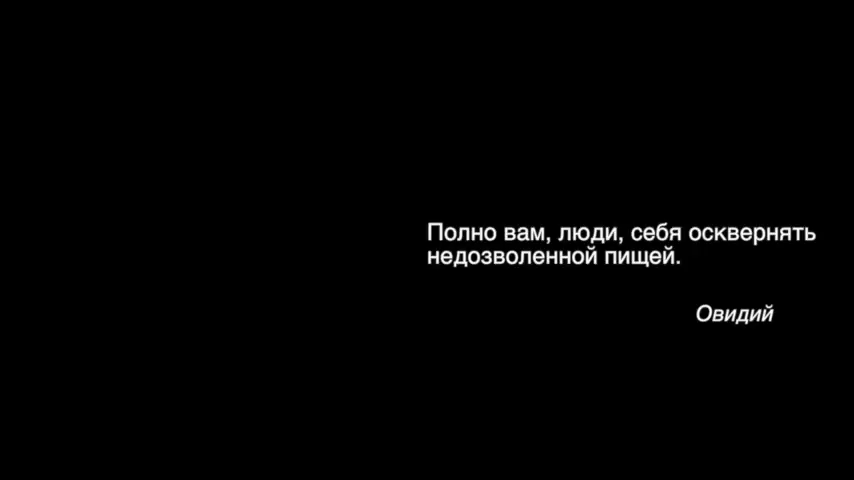 Полно вам, люди, себя осквернять
недозволенной пищей.
Овидий